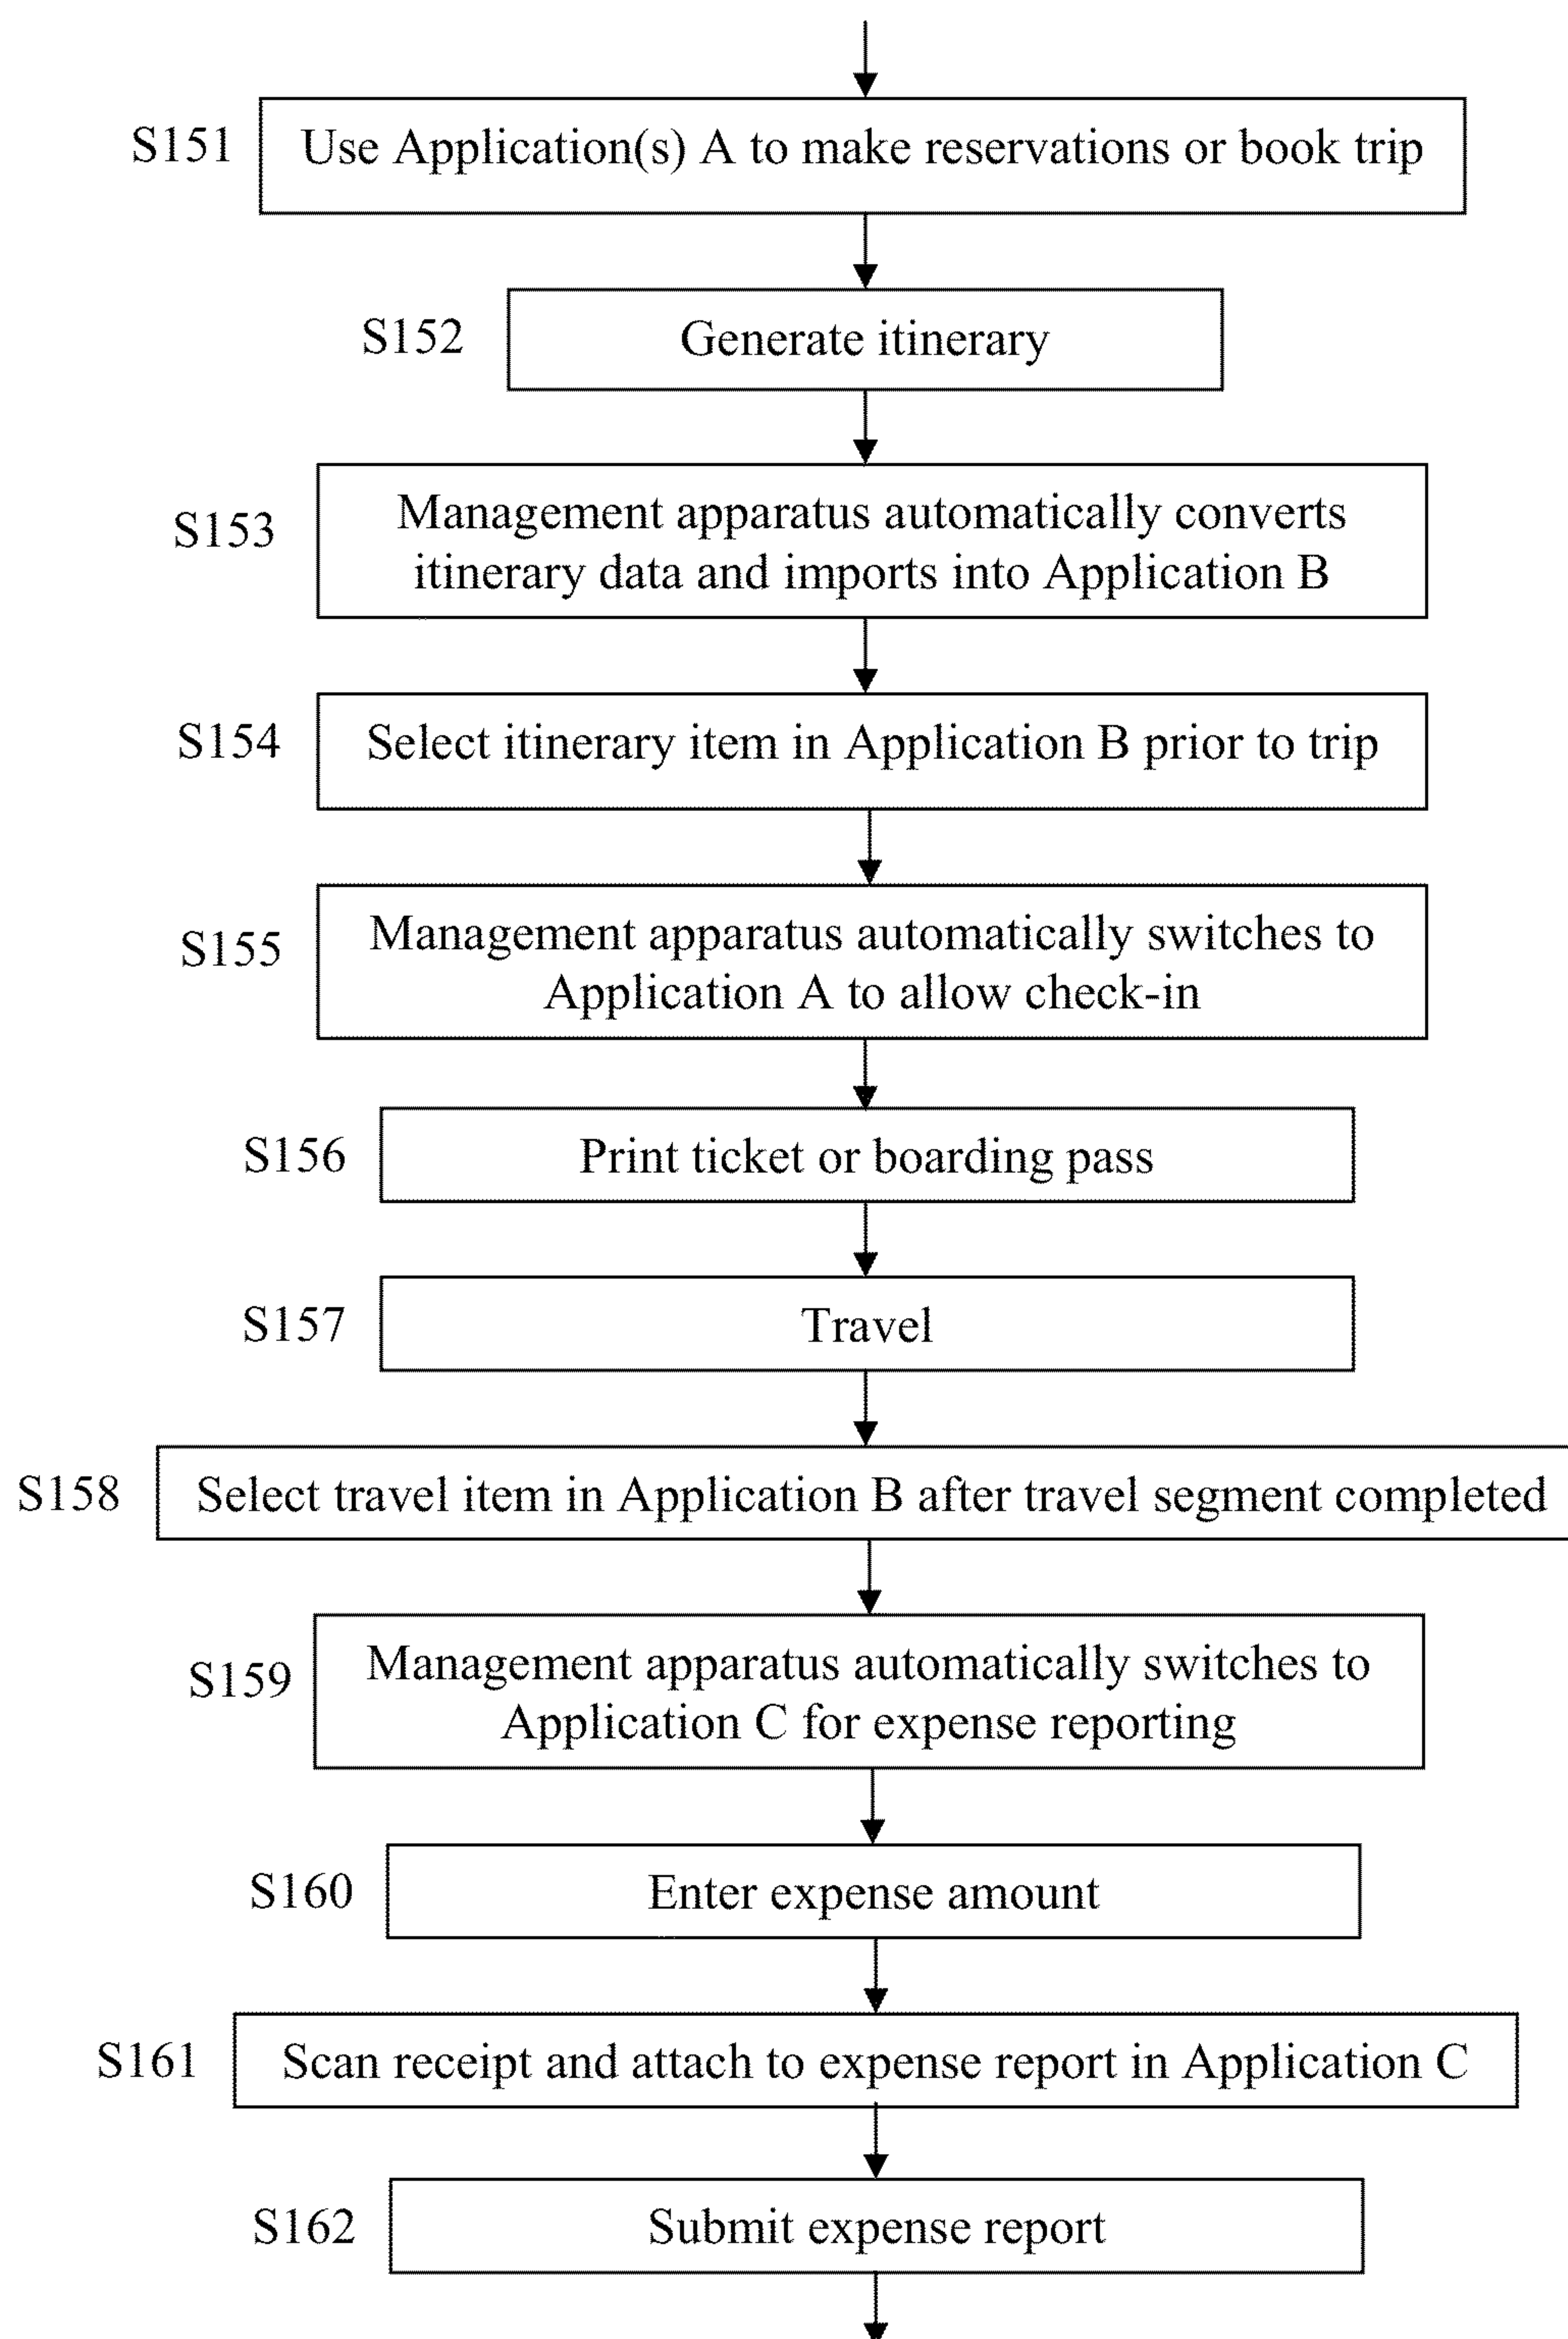 S151
Use Application(s) A to make reservations or book trip
S152
Generate itinerary
S153
Management apparatus automatically converts
itinerary data and imports into Application B
S154
Select itinerary item in Application B prior to trip
S155
Management apparatus automatically switches to
Application A to allow check-in
S156
Print ticket or boarding pass
S157
Travel
S158
Select travel item in Application B after travel segment completed
S159
Management apparatus automatically switches to
Application C for expense reporting
S160
Enter expense amount
S161
Scan receipt and attach to expense report in Application C
S162
Submit expense report